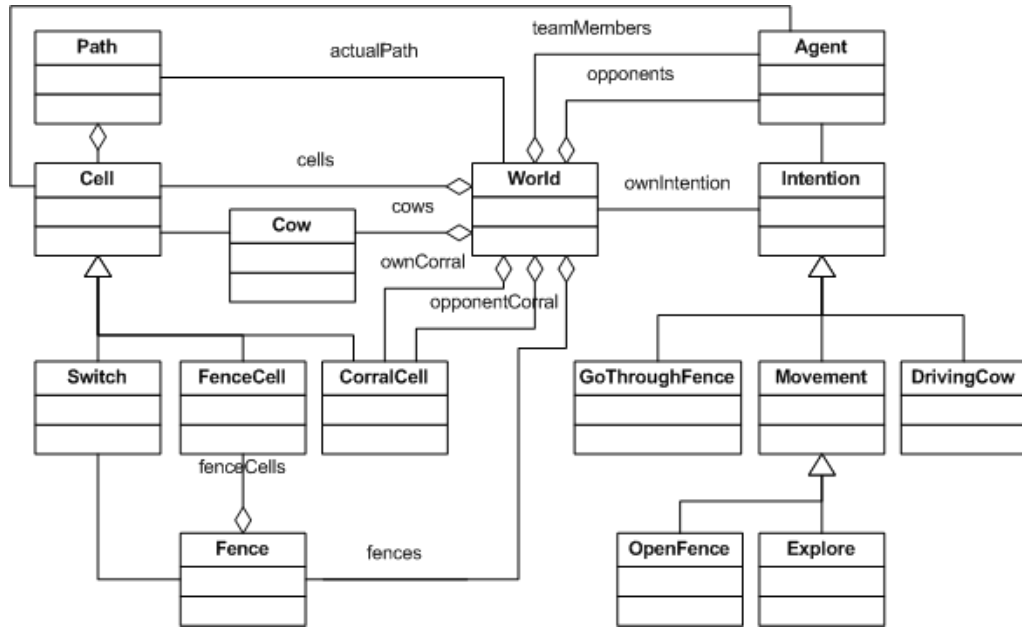 teamMembers
Path
Agent
actualPath
opponents
cells
Cell
World
ownIntention
Intention
cows
Cow
ownCorral
opponentCorral
Switch
FenceCell
CorralCell
GoThroughFence
Movement
DrivingCow
fenceCells
Fence
fences
OpenFence
Explore